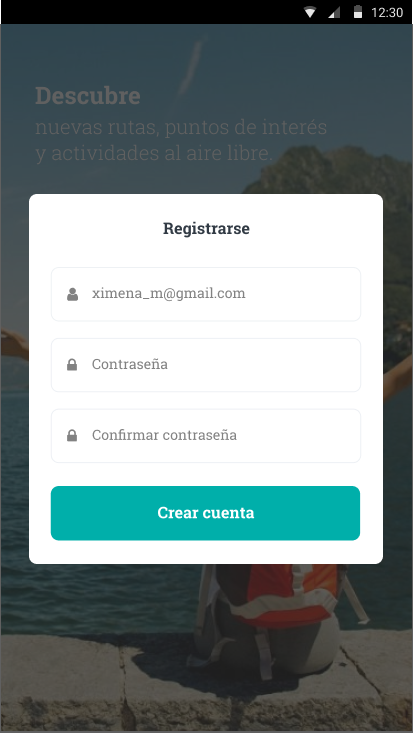 12:30
Descubre
nuevas rutas, puntos de interés
y actividades al aire libre.
Registrarse
ximena_m@gmail.com
Contraseña
Confirmar contraseña
Crear cuenta